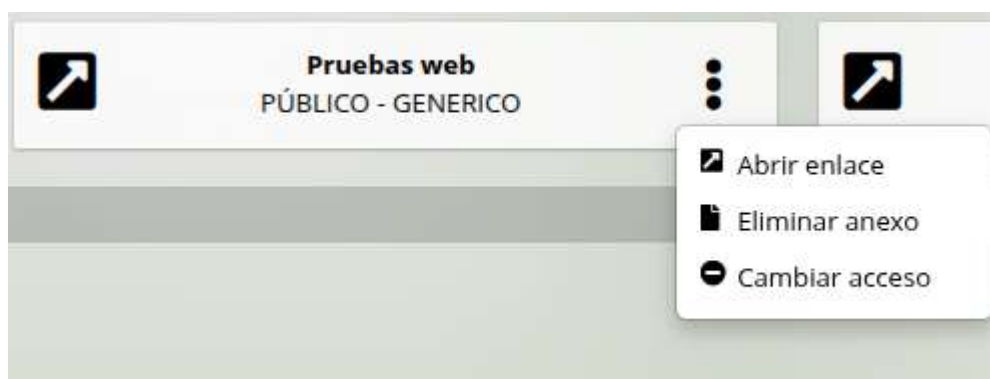 Pruebas web
PÚBLICO - GENERICO
Abrir enlace
Eliminar anexo
Cambiar acceso